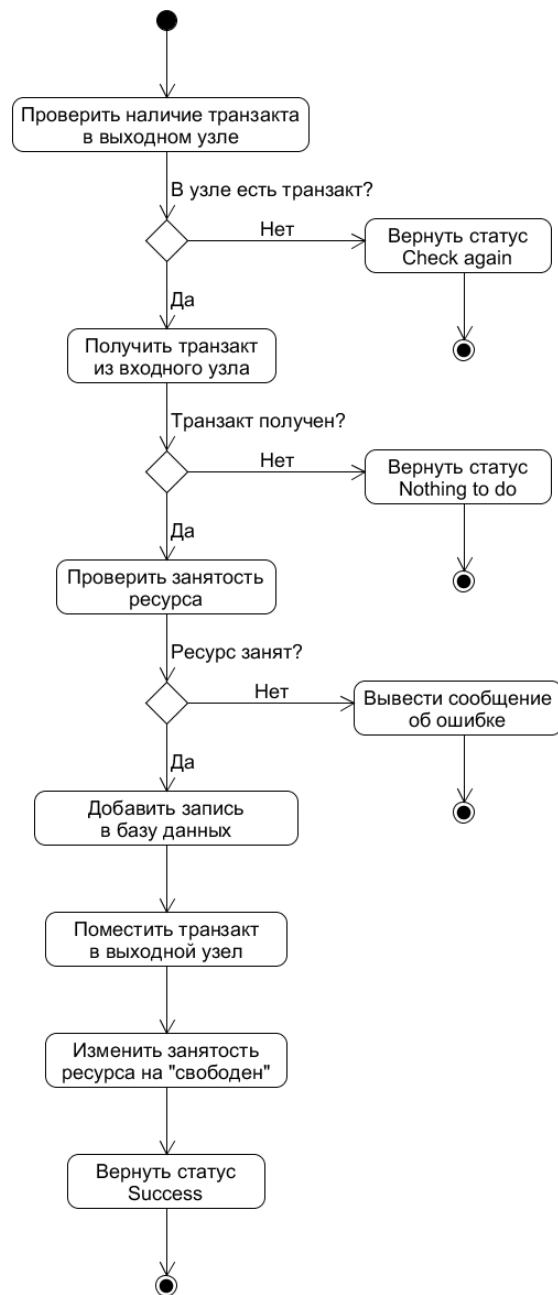 Проверить наличие транзакта
в выходном узле
В узле есть транзакт?
Нет
Вернуть статус
Check again
Да
Получить транзакт
из входного узла
Транзакт получен?
Нет
Вернуть статус
Nothing to do
Да
Проверить занятость
ресурса
Ресурс занят?
Нет
Вывести сообщение
об ошибке
Да
Добавить запись
в базу данных
Поместить транзакт
в выходной узел
Изменить занятость
ресурса на "свободен"
Вернуть статус
Success